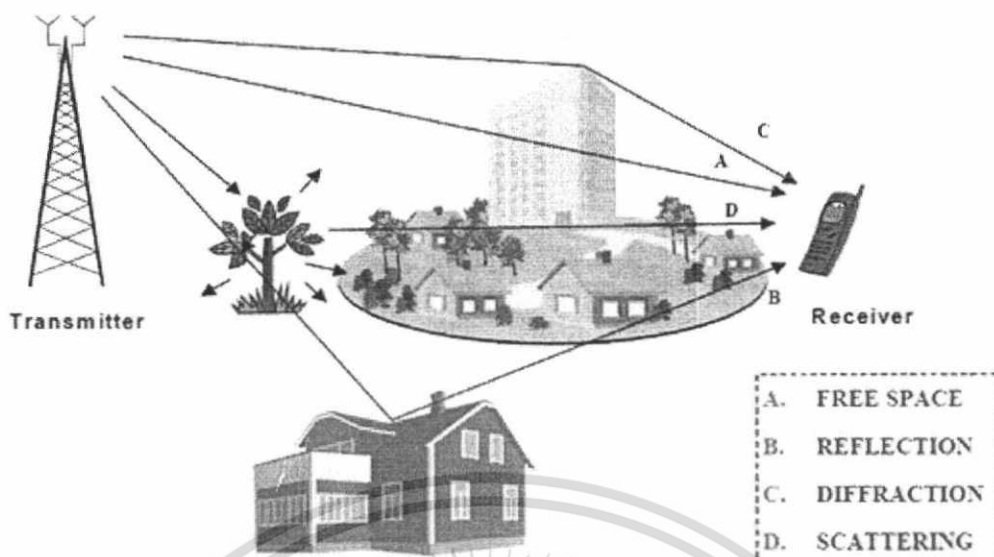 C
A
D
B
Transmitter
Receiver
A. FREE SPACE
B. REFLECTION
C. DIFFRACTION
D. SCATTERING